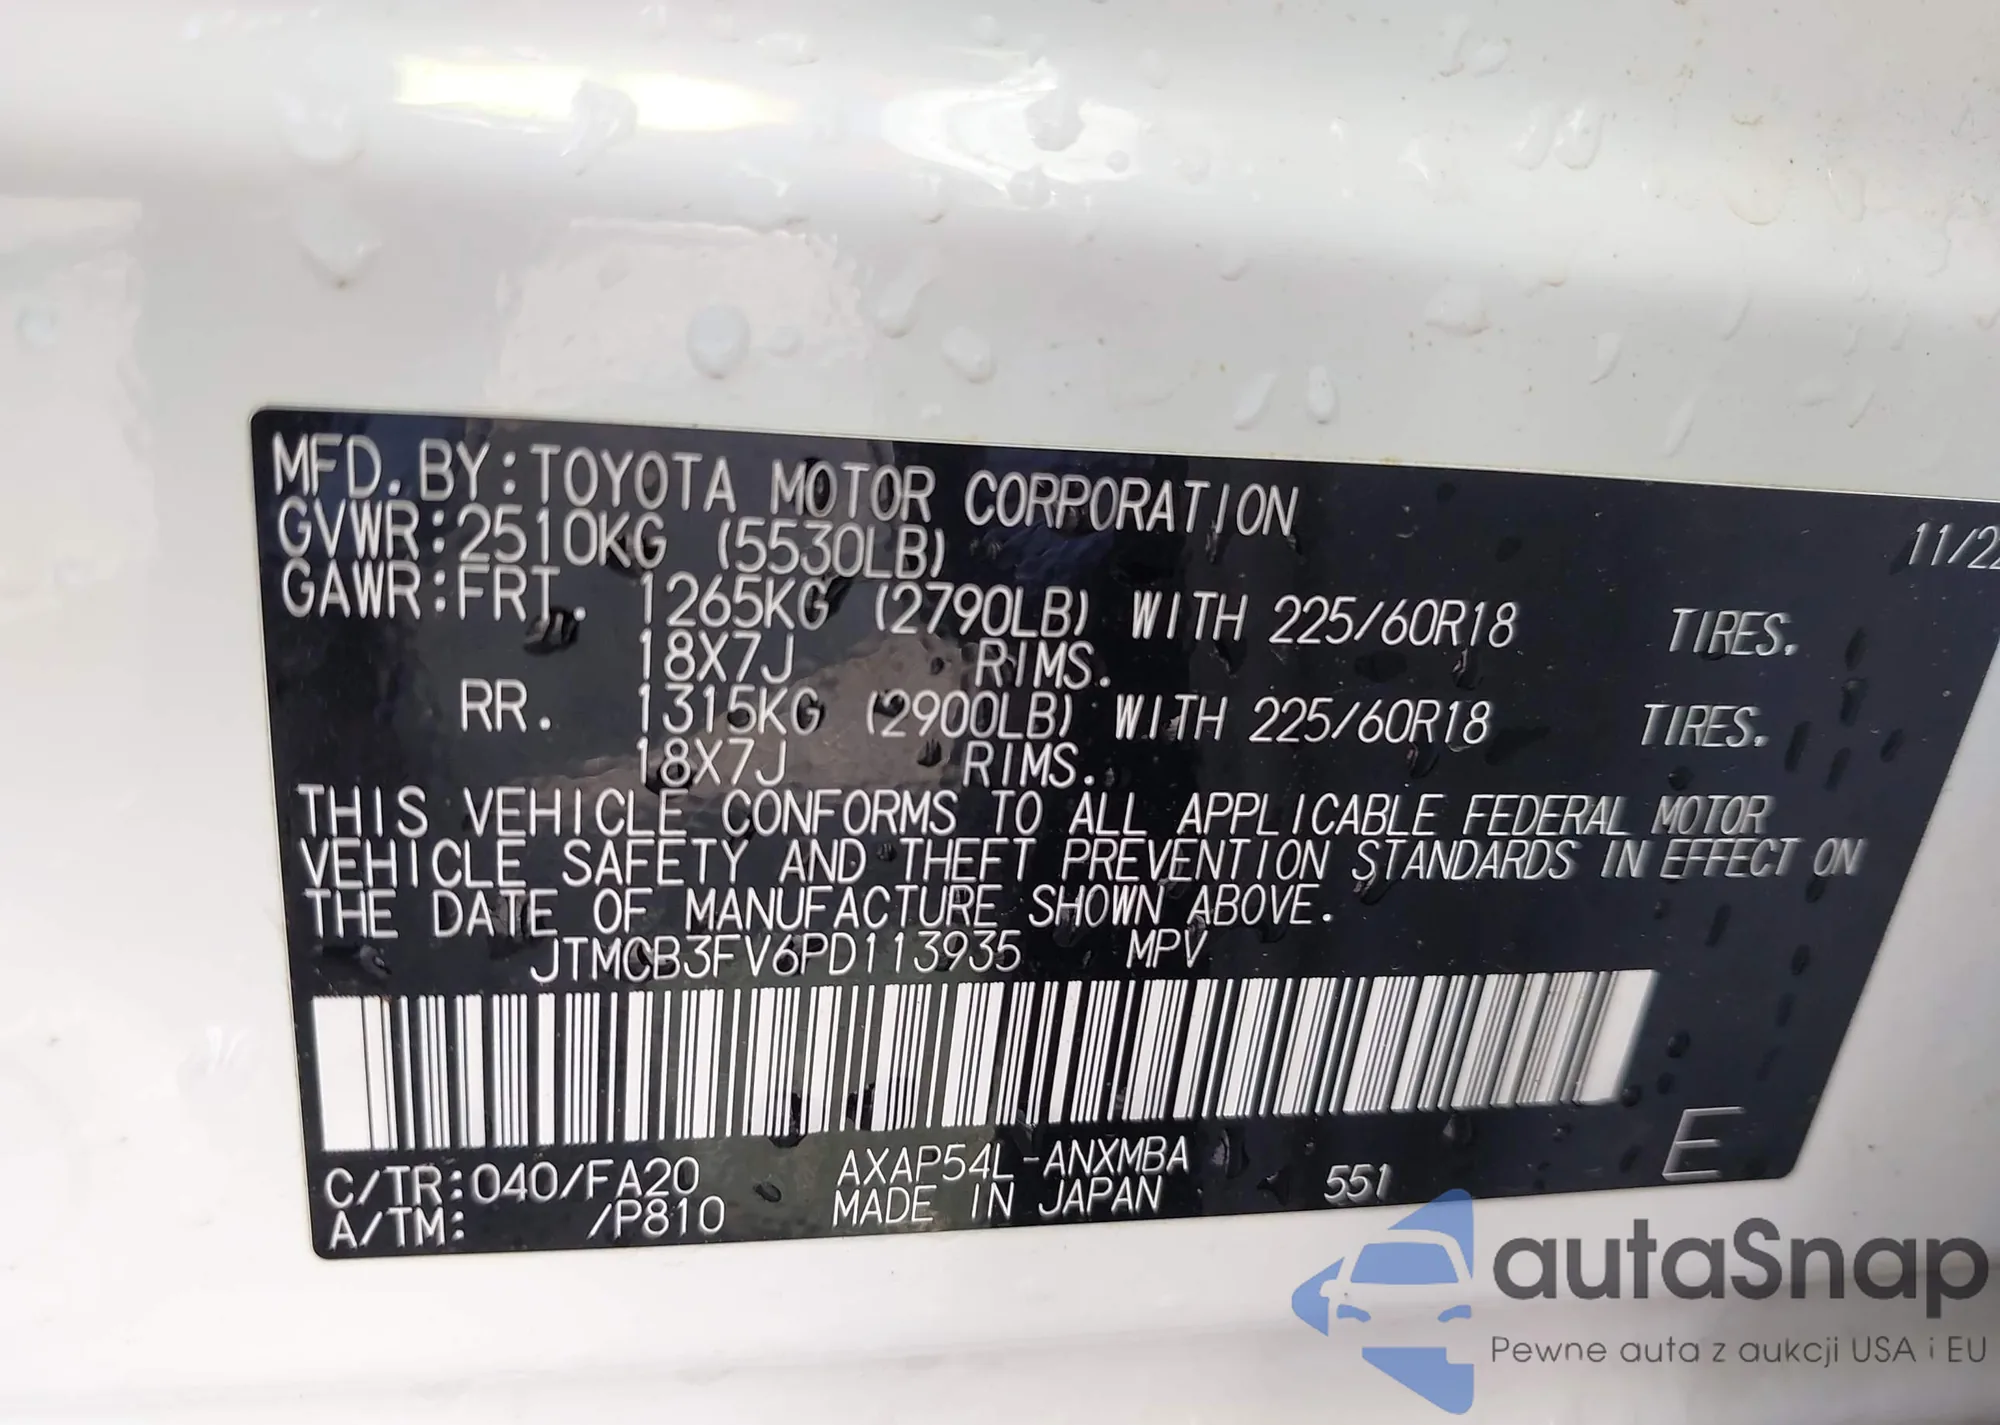 MFD. BY:TOYOTA MOTOR CORPORATION 11/22
GVWR:2510KG (5530LB)
GAWR:FRT. 1265KG (2790LB) WITH 225/60R18 TIRES.
18X7J RIMS.
RR. 1315KG (2900LB) WITH 225/60R18 TIRES.
18X7J RIMS.
THIS VEHICLE CONFORMS TO ALL APPLICABLE FEDERAL MOTOR
VEHICLE SAFETY AND THEFT PREVENTION STANDARDS IN EFFECT ON
THE DATE OF MANUFACTURE SHOWN ABOVE.
JTMCB3FV6PD113935 MPV
C/TR:040/FA20 AXAP54L-ANXMBA 551 E
A/TM: /P810 MADE IN JAPAN
autaSnap
Pewne auta z aukcji USA i EU